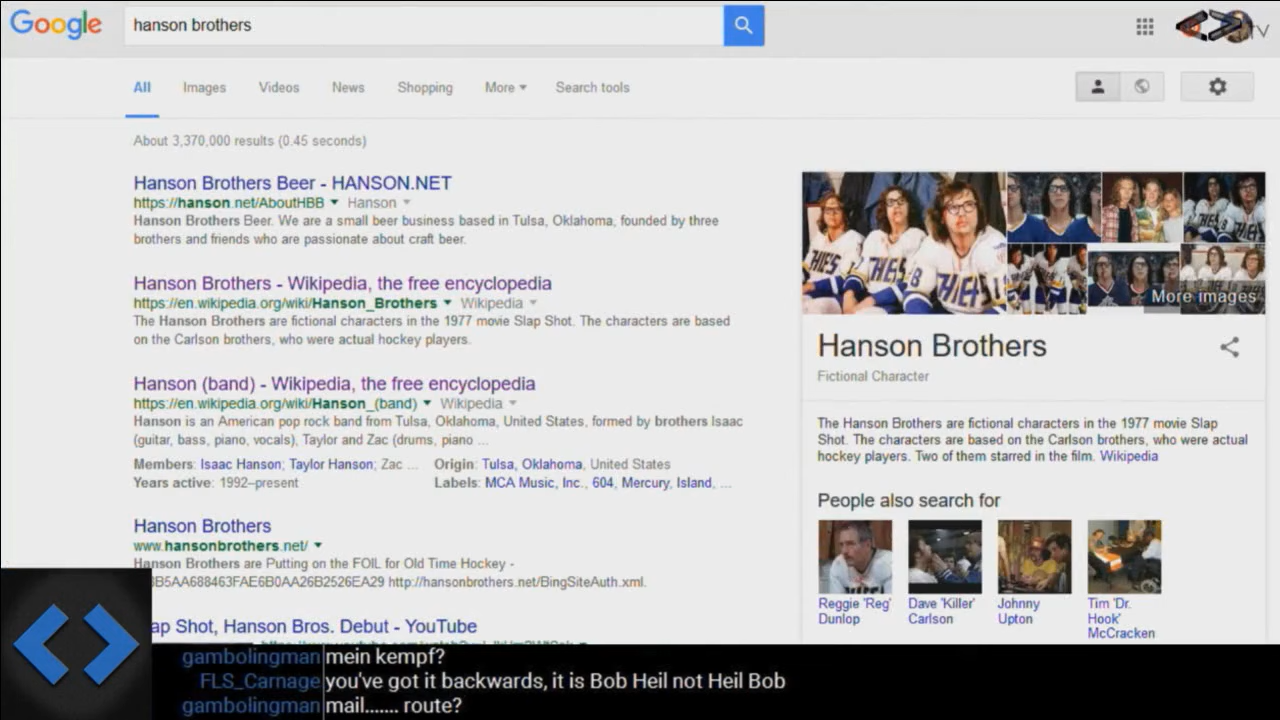 Google
hanson brothers
TV
All Images Videos News Shopping More Search tools
About 3,370,000 results (0.45 seconds)
Hanson Brothers Beer - HANSON.NET
https://hanson.net/AboutHBB Hanson
Hanson Brothers Beer. We are a small beer business based in Tulsa, Oklahoma, founded by three
brothers and friends who are passionate about craft beer.
Hanson Brothers - Wikipedia, the free encyclopedia
https://en.wikipedia.org/wiki/Hanson_Brothers Wikipedia
The Hanson Brothers are fictional characters in the 1977 movie Slap Shot. The characters are based
on the Carlson brothers, who were actual hockey players.
Hanson (band) - Wikipedia, the free encyclopedia
https://en.wikipedia.org/wiki/Hanson_(band) Wikipedia
Hanson is an American pop rock band from Tulsa, Oklahoma, United States, formed by brothers Isaac
(guitar, bass, piano, vocals), Taylor and Zac (drums, piano ...
Members: Isaac Hanson; Taylor Hanson; Zac ... Origin: Tulsa, Oklahoma, United States
Years active: 1992–present Labels: MCA Music, Inc., 604, Mercury, Island, ...
Hanson Brothers
www.hansonbrothers.net/
Hanson Brothers are Putting on the FOIL for Old Time Hockey -
B5AA688463FAE6B0AA26B2526EA29 http://hansonbrothers.net/BingSiteAuth.xml.
ap Shot, Hanson Bros. Debut - YouTube
More images
Hanson Brothers
Fictional Character
The Hanson Brothers are fictional characters in the 1977 movie Slap
Shot. The characters are based on the Carlson brothers, who were actual
hockey players. Two of them starred in the film. Wikipedia
People also search for
Reggie 'Reg' Dave 'Killer' Johnny Tim 'Dr.
Dunlop Carlson Upton Hook'
McCracken
gambolingman mein kempf?
FLS_Carnage you've got it backwards, it is Bob Heil not Heil Bob
gambolingman mail....... route?